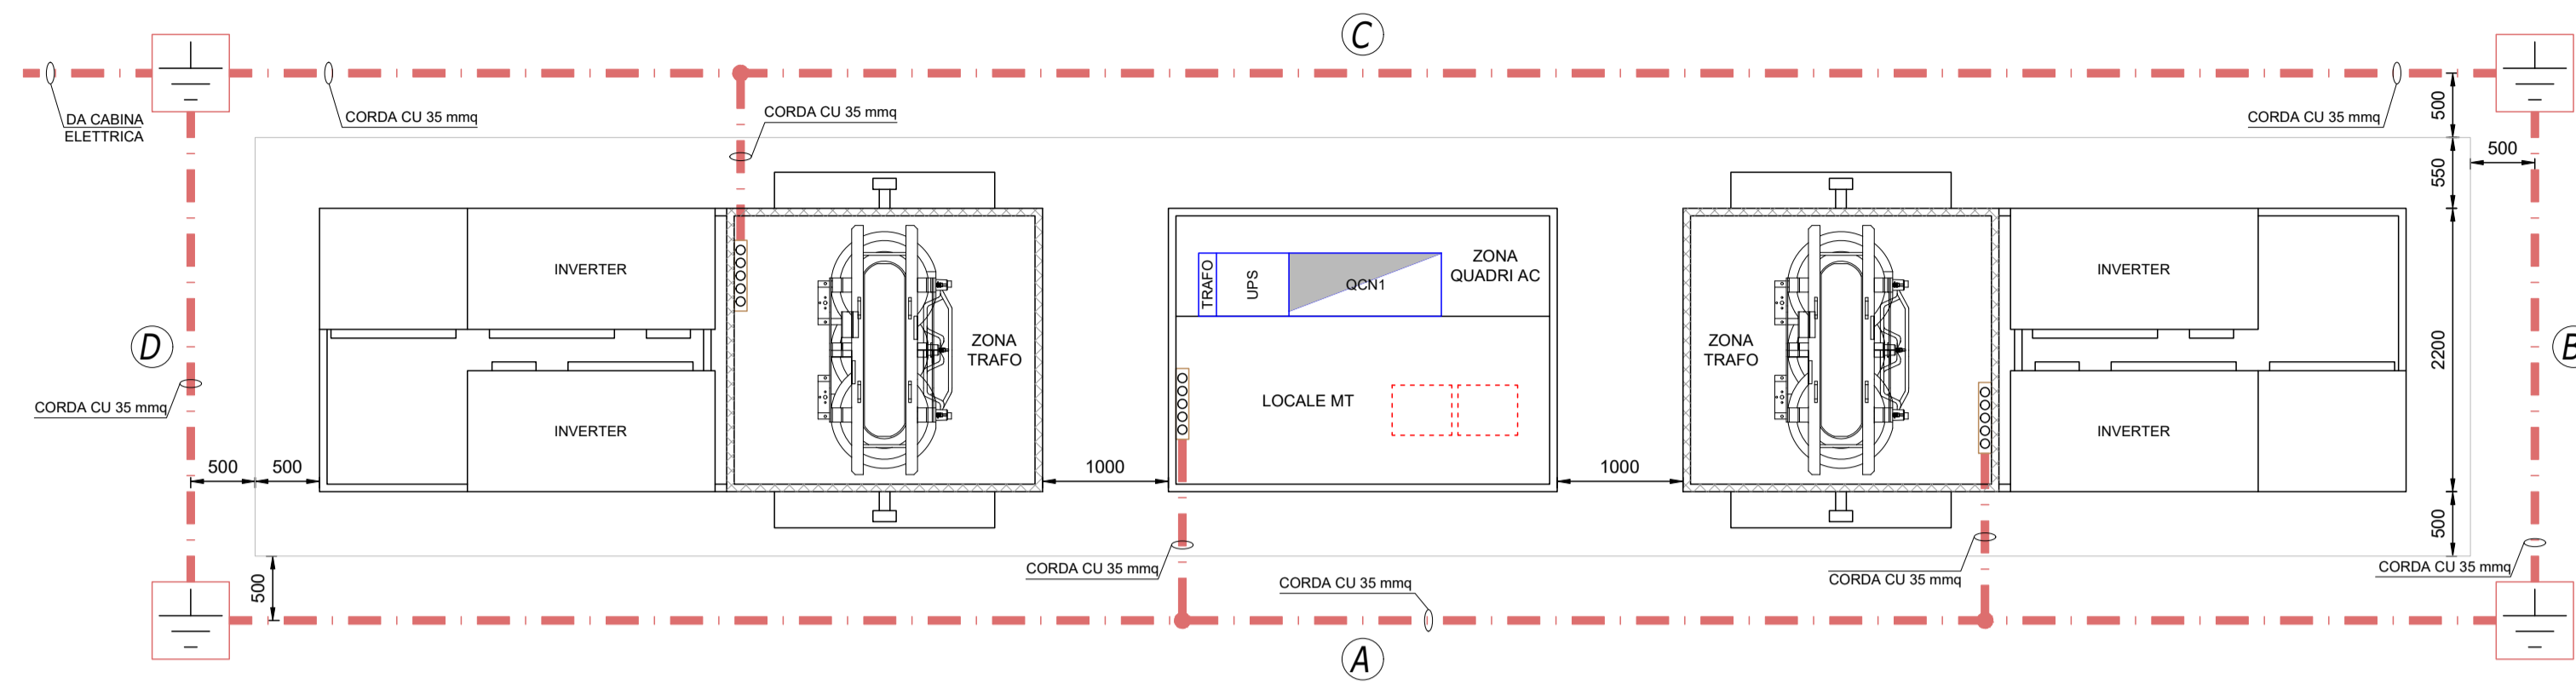 C
DA CABINA
ELETTRICA
CORDA CU 35 mmq
CORDA CU 35 mmq
CORDA CU 35 mmq
500
550
500
INVERTER
TRAFO
UPS
QCN1
ZONA
QUADRI AC
INVERTER
D
ZONA
TRAFO
ZONA
TRAFO
2200
B
CORDA CU 35 mmq
LOCALE MT
INVERTER
INVERTER
500
500
1000
1000
500
500
CORDA CU 35 mmq
CORDA CU 35 mmq
CORDA CU 35 mmq
CORDA CU 35 mmq
A